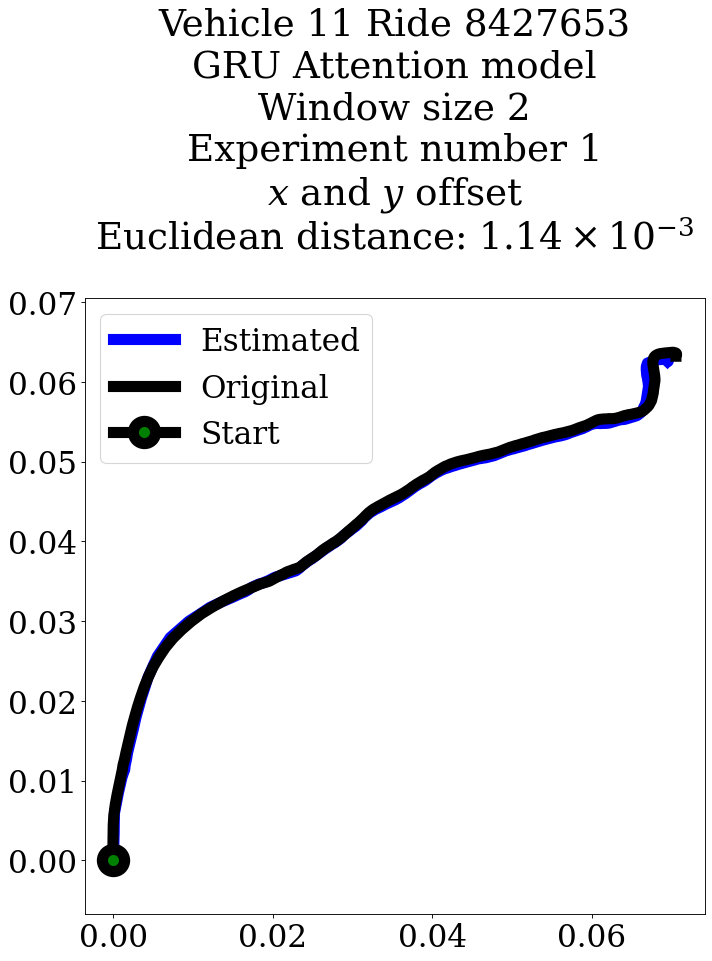 Vehicle 11 Ride 8427653
GRU Attention model
Window size 2
Experiment number 1
x and y offset
Euclidean distance: 1.14 × 10⁻³
0.07
0.06
0.05
0.04
0.03
0.02
0.01
0.00
Estimated
Original
Start
0.00 0.02 0.04 0.06